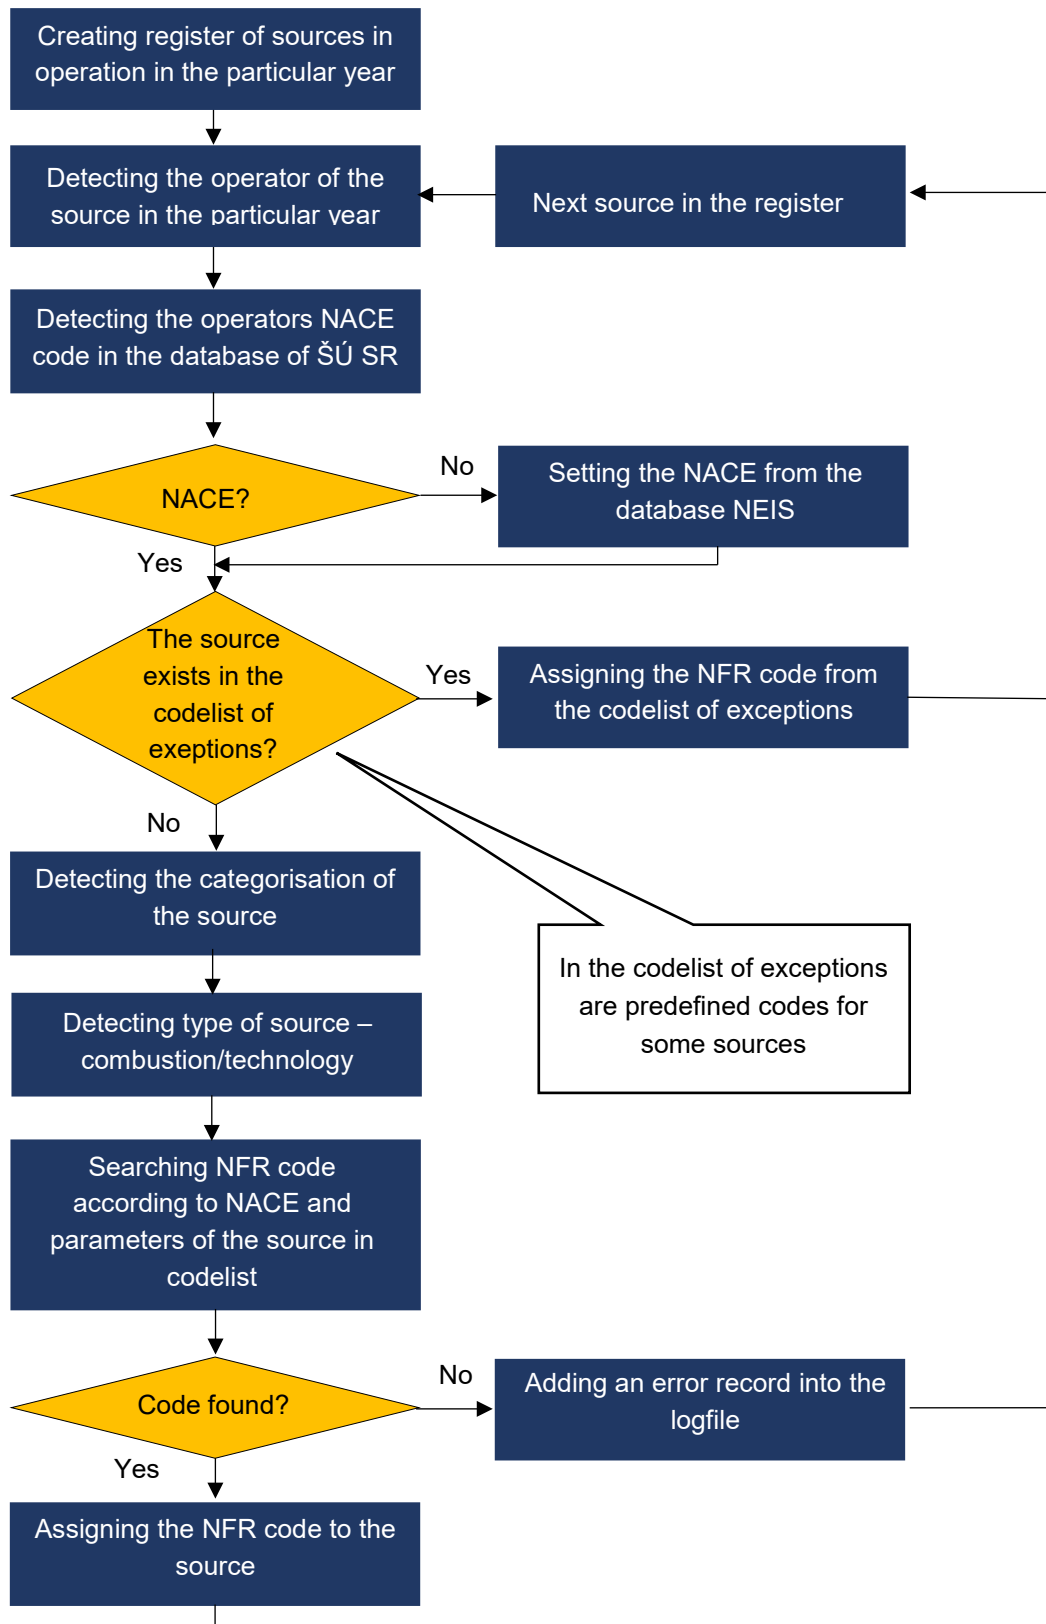 Creating register of sources in
operation in the particular year
Detecting the operator of the
source in the particular year
Next source in the register
Detecting the operators NACE
code in the database of ŠÚ SR
NACE?
No
Setting the NACE from the
database NEIS
Yes
The source
exists in the
codelist of
exeptions?
Yes
Assigning the NFR code from
the codelist of exceptions
No
Detecting the categorisation of
the source
In the codelist of exceptions
are predefined codes for
some sources
Detecting type of source –
combustion/technology
Searching NFR code
according to NACE and
parameters of the source in
codelist
Code found?
No
Adding an error record into the
logfile
Yes
Assigning the NFR code to the
source